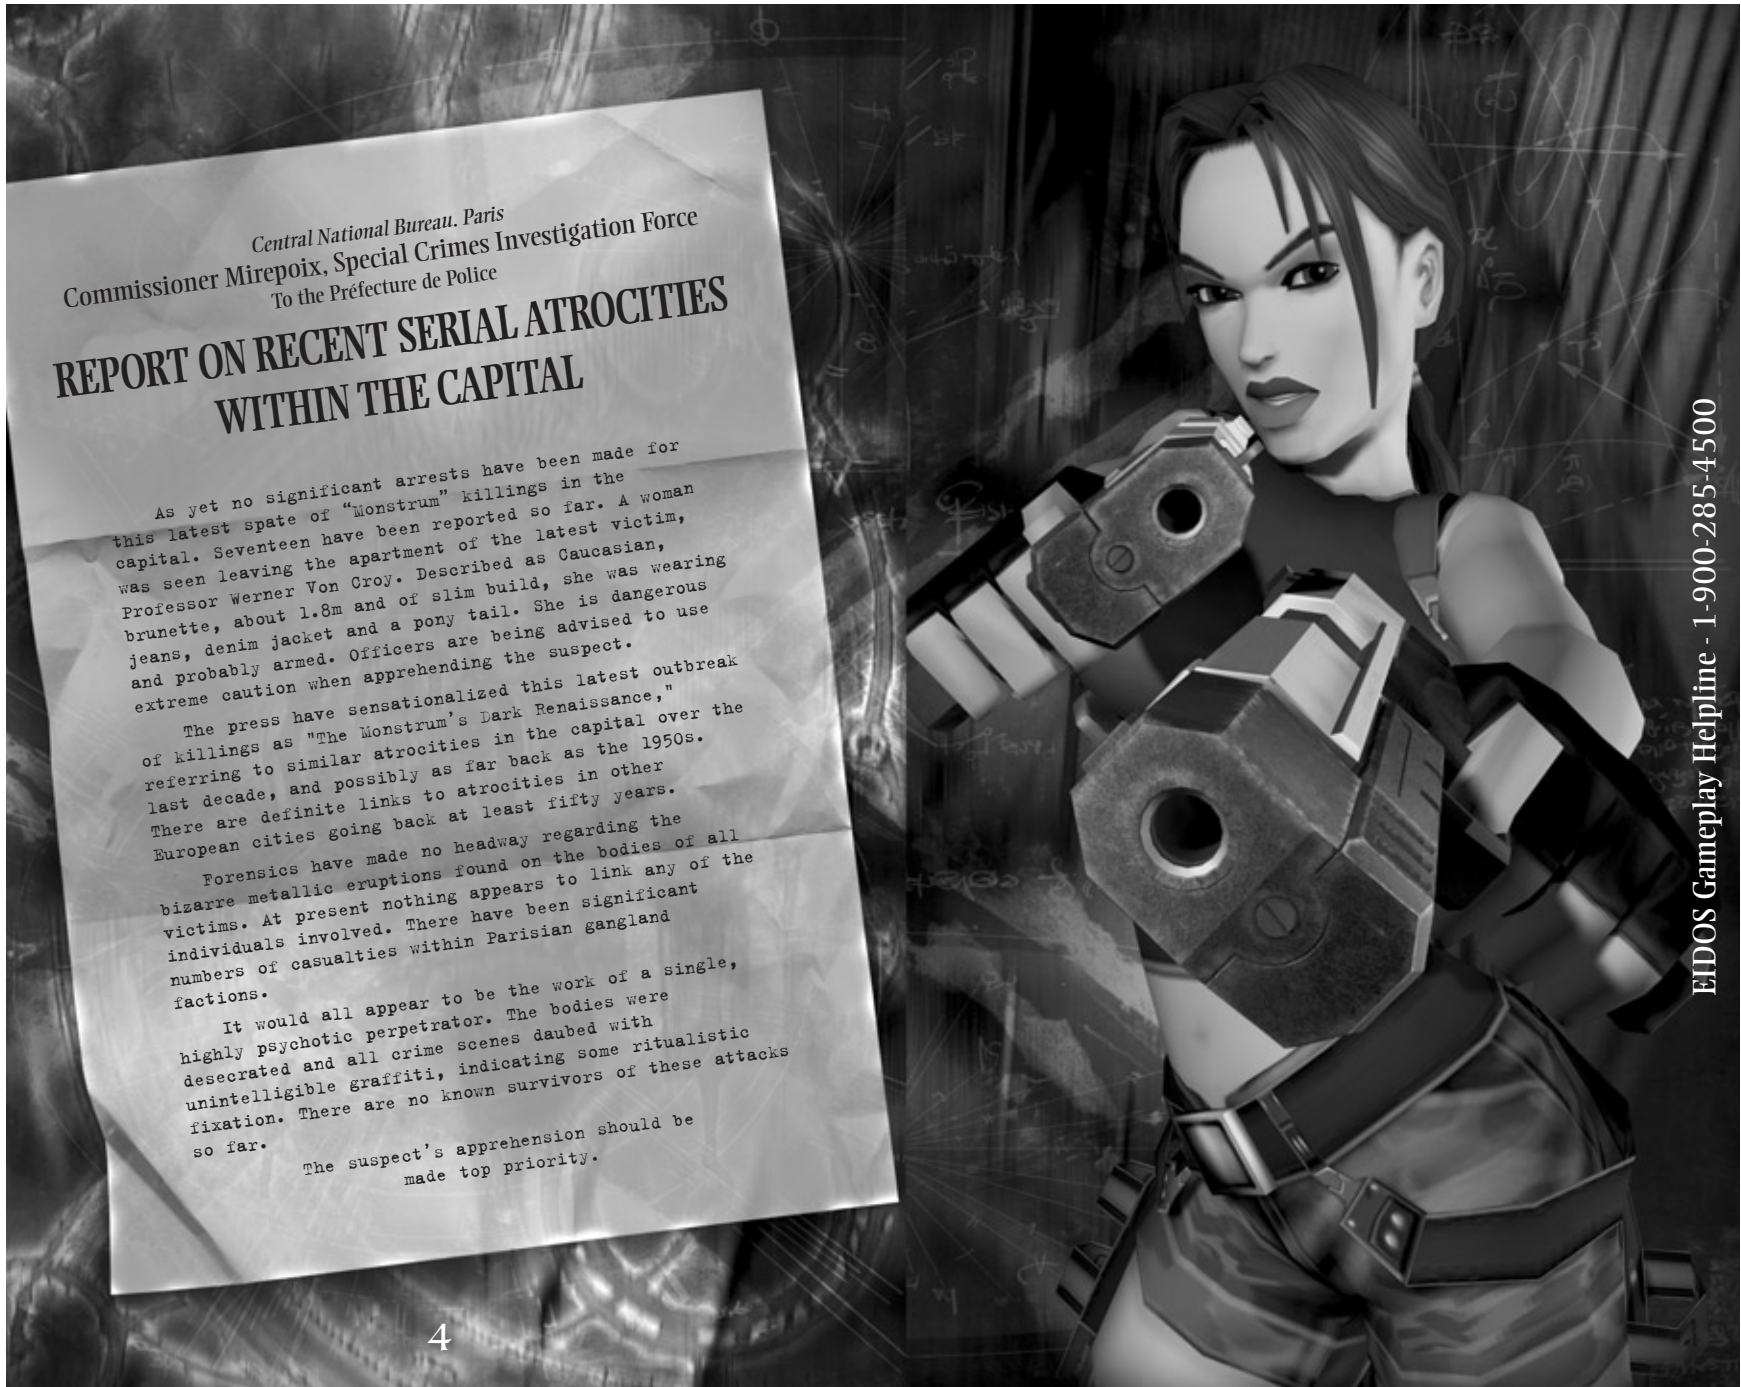 Central National Bureau. Paris
Commissioner Mirepoix, Special Crimes Investigation Force
To the Préfecture de Police
REPORT ON RECENT SERIAL ATROCITIES
WITHIN THE CAPITAL
As yet no significant arrests have been made for
this latest spate of “Monstrum” killings in the
capital. Seventeen have been reported so far. A woman
was seen leaving the apartment of the latest victim,
Professor Werner Von Croy. Described as Caucasian,
brunette, about 1.8m and of slim build, she was wearing
jeans, denim jacket and a pony tail. She is dangerous
and probably armed. Officers are being advised to use
extreme caution when apprehending the suspect.
The press have sensationalized this latest outbreak
of killings as "The Monstrum's Dark Renaissance,"
referring to similar atrocities in the capital over the
last decade, and possibly as far back as the 1950s.
There are definite links to atrocities in other
European cities going back at least fifty years.
Forensics have made no headway regarding the
bizarre metallic eruptions found on the bodies of all
victims. At present nothing appears to link any of the
individuals involved. There have been significant
numbers of casualties within Parisian gangland
factions.
It would all appear to be the work of a single,
highly psychotic perpetrator. The bodies were
desecrated and all crime scenes daubed with
unintelligible graffiti, indicating some ritualistic
fixation. There are no known survivors of these attacks
so far.
The suspect's apprehension should be
made top priority.
4
EIDOS Gameplay Helpline - 1-900-285-4500